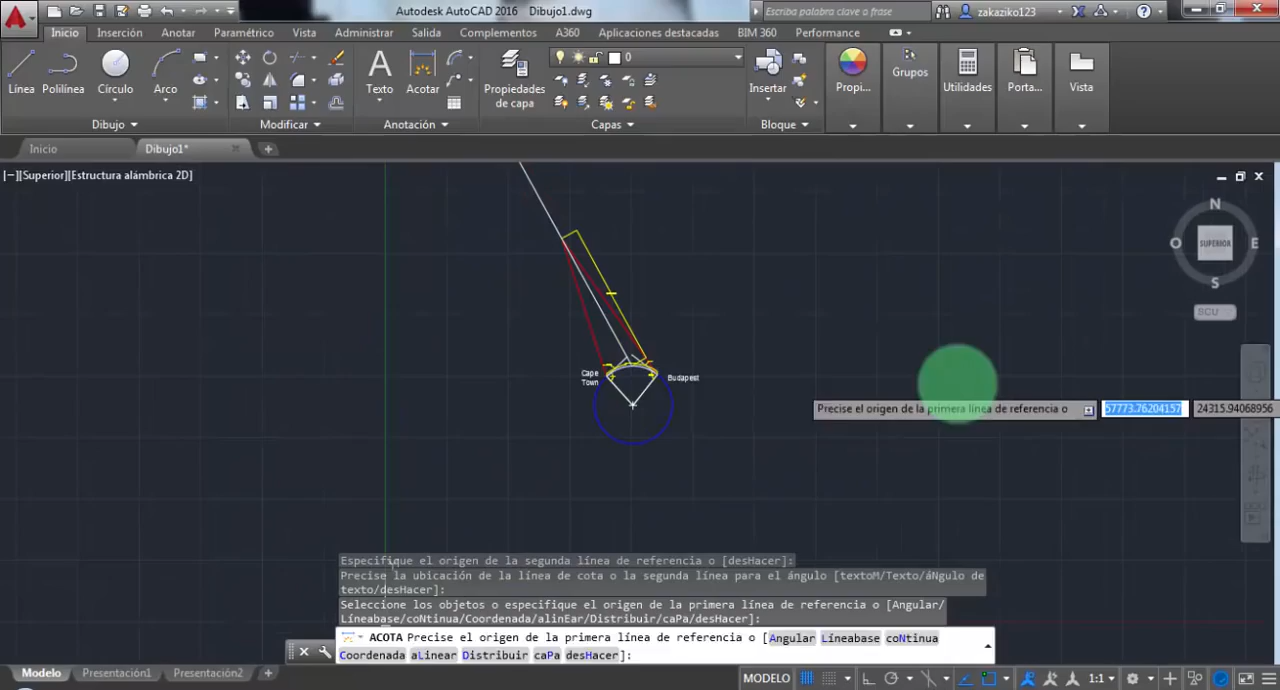 Autodesk AutoCAD 2016 Dibujo1.dwg
Escriba palabra clave o frase
zakaziko123
Inicio Inserción Anotar Paramétrico Vista Administrar Salida Complementos A360 Aplicaciones destacadas BIM 360 Performance
0
Línea Polilínea Círculo Arco Texto Acotar Propiedades de capa Insertar Propi... Grupos Utilidades Porta... Vista
Dibujo Modificar Anotación Capas Bloque
Inicio Dibujo1*
[−][Superior][Estructura alámbrica 2D]
N
O SUPERIOR E
S
SCU
Cape
Town
Budapest
Precise el origen de la primera línea de referencia o 57773.76204157 24315.94068956
Especifique el origen de la segunda línea de referencia o [desHacer]:
Precise la ubicación de la línea de cota o la segunda línea para el ángulo [textoM/Texto/áNgulo de
texto/desHacer]:
Seleccione los objetos o especifique el origen de la primera línea de referencia o [Angular/
Líneabase/coNtinua/Coordenada/alinEar/Distribuir/caPa/desHacer]:
ACOTA Precise el origen de la primera línea de referencia o [Angular Líneabase coNtinua
Coordenada aLinear Distribuir caPa desHacer]:
Modelo Presentación1 Presentación2 +
MODELO 1:1